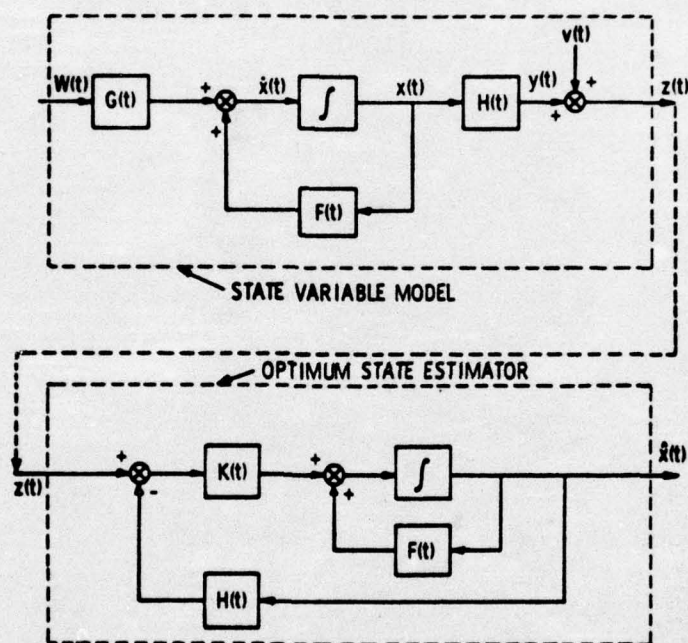 v(t)
W(t) G(t) + ẋ(t) ∫ x(t) H(t) y(t) + z(t)
+ +
F(t)
STATE VARIABLE MODEL
OPTIMUM STATE ESTIMATOR
z(t) + - K(t) + + ∫ x̂(t)
F(t)
H(t)